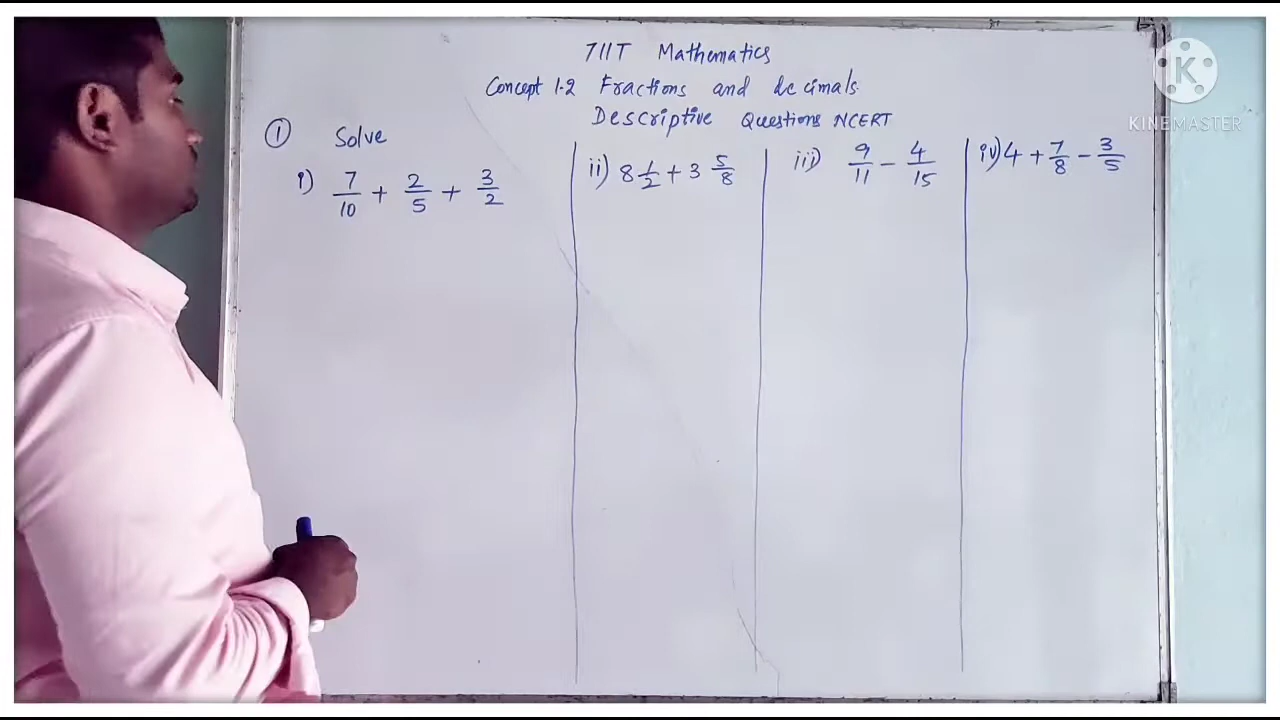 7IIT Mathematics
Concept 1.2 Fractions and decimals.
Descriptive Questions NCERT
① Solve
i) 7/10 + 2/5 + 3/2
ii) 8 1/2 + 3 5/8
iii) 9/11 - 4/15
iv) 4 + 7/8 - 3/5
K
KINEMASTER